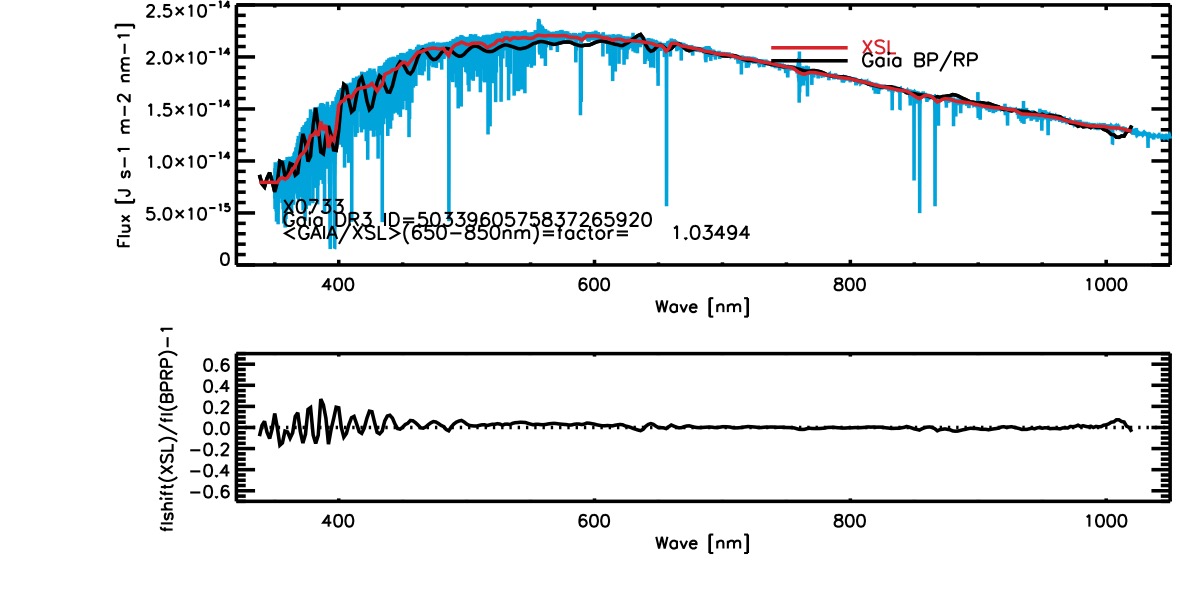 2.5×10−14
2.0×10−14
1.5×10−14
1.0×10−14
5.0×10−15
0
Flux [J s−1 m−2 nm−1]
XSL
Gaia BP/RP
X0733
Gaia DR3 ID=5033960575837265920
<GAIA/XSL>(650−850nm)=factor= 1.03494
400 600 800 1000
Wave [nm]
flshift(XSL)/fl(BPRP)−1
0.6
0.4
0.2
0.0
−0.2
−0.4
−0.6
400 600 800 1000
Wave [nm]